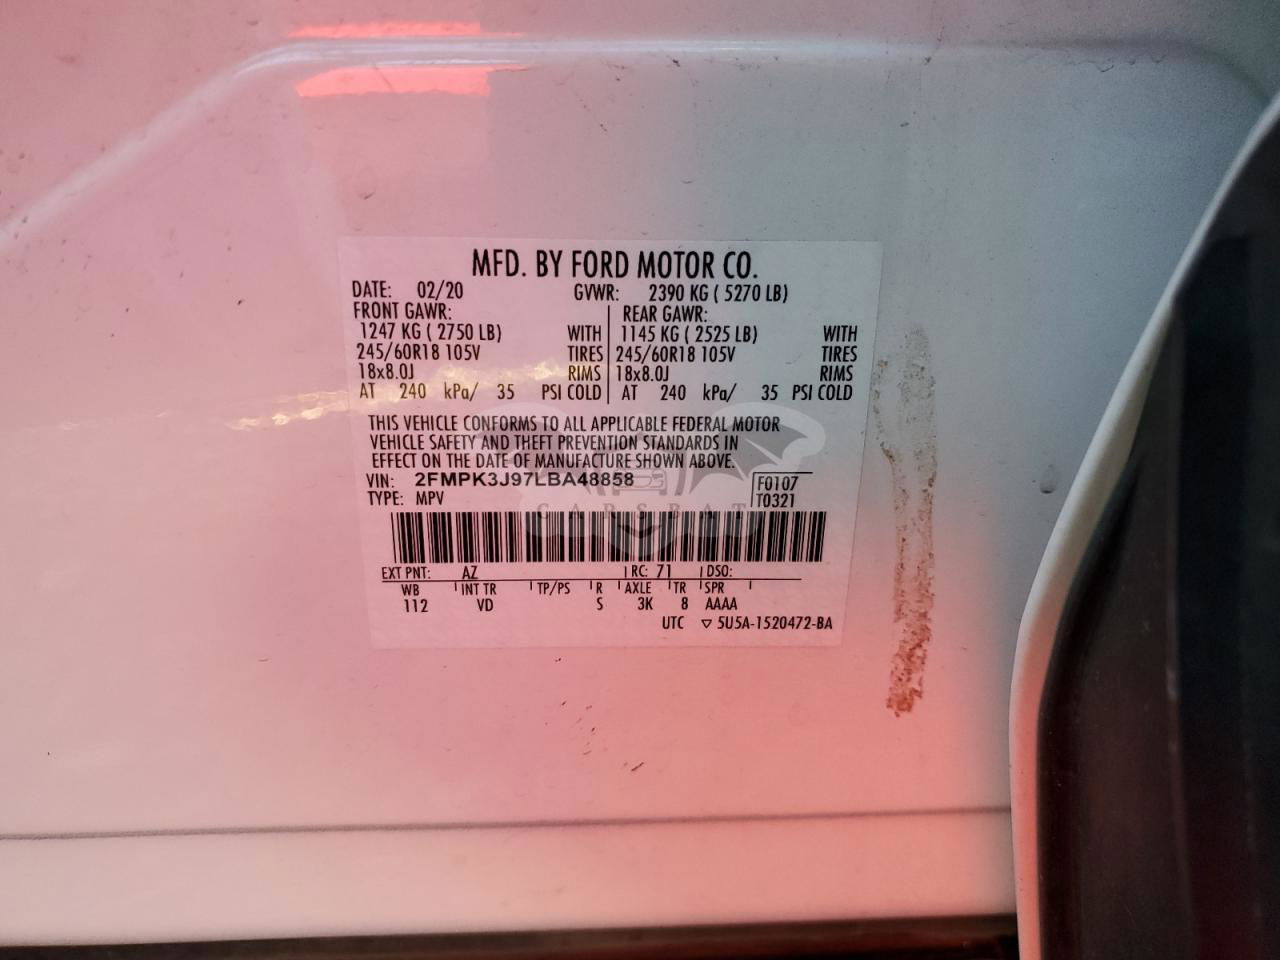 MFD. BY FORD MOTOR CO.
DATE: 02/20 GVWR: 2390 KG ( 5270 LB)
FRONT GAWR: REAR GAWR:
1247 KG ( 2750 LB) WITH 1145 KG ( 2525 LB) WITH
245/60R18 105V TIRES 245/60R18 105V TIRES
18x8.0J RIMS 18x8.0J RIMS
AT 240 kPa/ 35 PSI COLD AT 240 kPa/ 35 PSI COLD
THIS VEHICLE CONFORMS TO ALL APPLICABLE FEDERAL MOTOR
VEHICLE SAFETY AND THEFT PREVENTION STANDARDS IN
EFFECT ON THE DATE OF MANUFACTURE SHOWN ABOVE.
VIN: 2FMPK3J97LBA48858 F0107
TYPE: MPV T0321
CARSBAT
EXT PNT: AZ RC: 71 DSO:
WB INT TR TP/PS R AXLE TR SPR
112 VD S 3K 8 AAAA
UTC ▽ 5U5A-1520472-BA